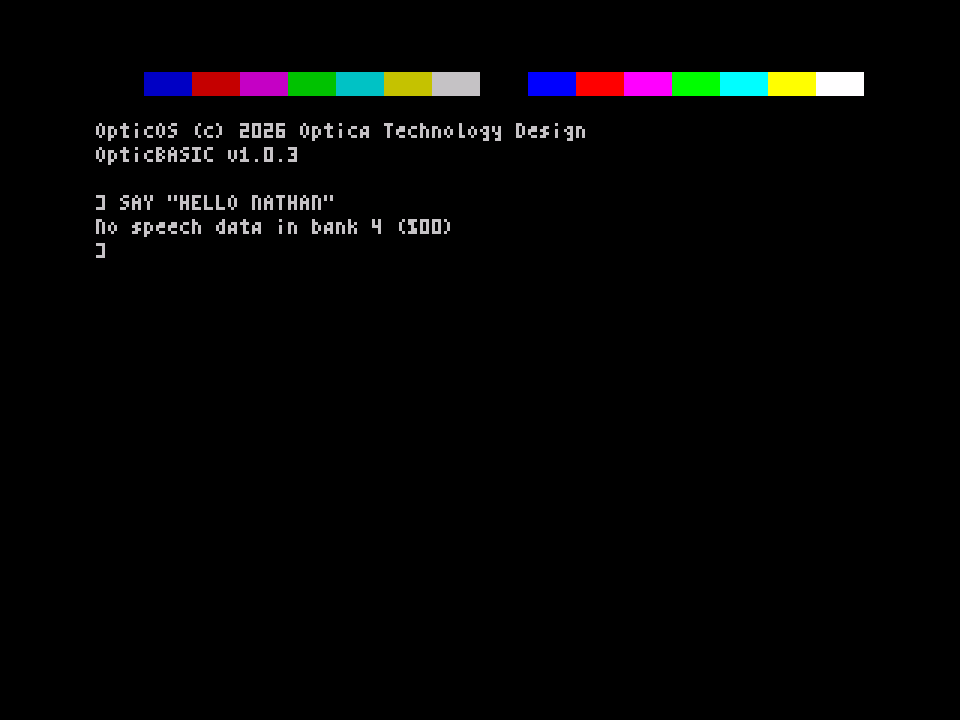 OpticOS (c) 2026 Optica Technology Design
OpticBASIC v1.0.3
] SAY "HELLO NATHAN"
No speech data in bank 4 ($00)
]